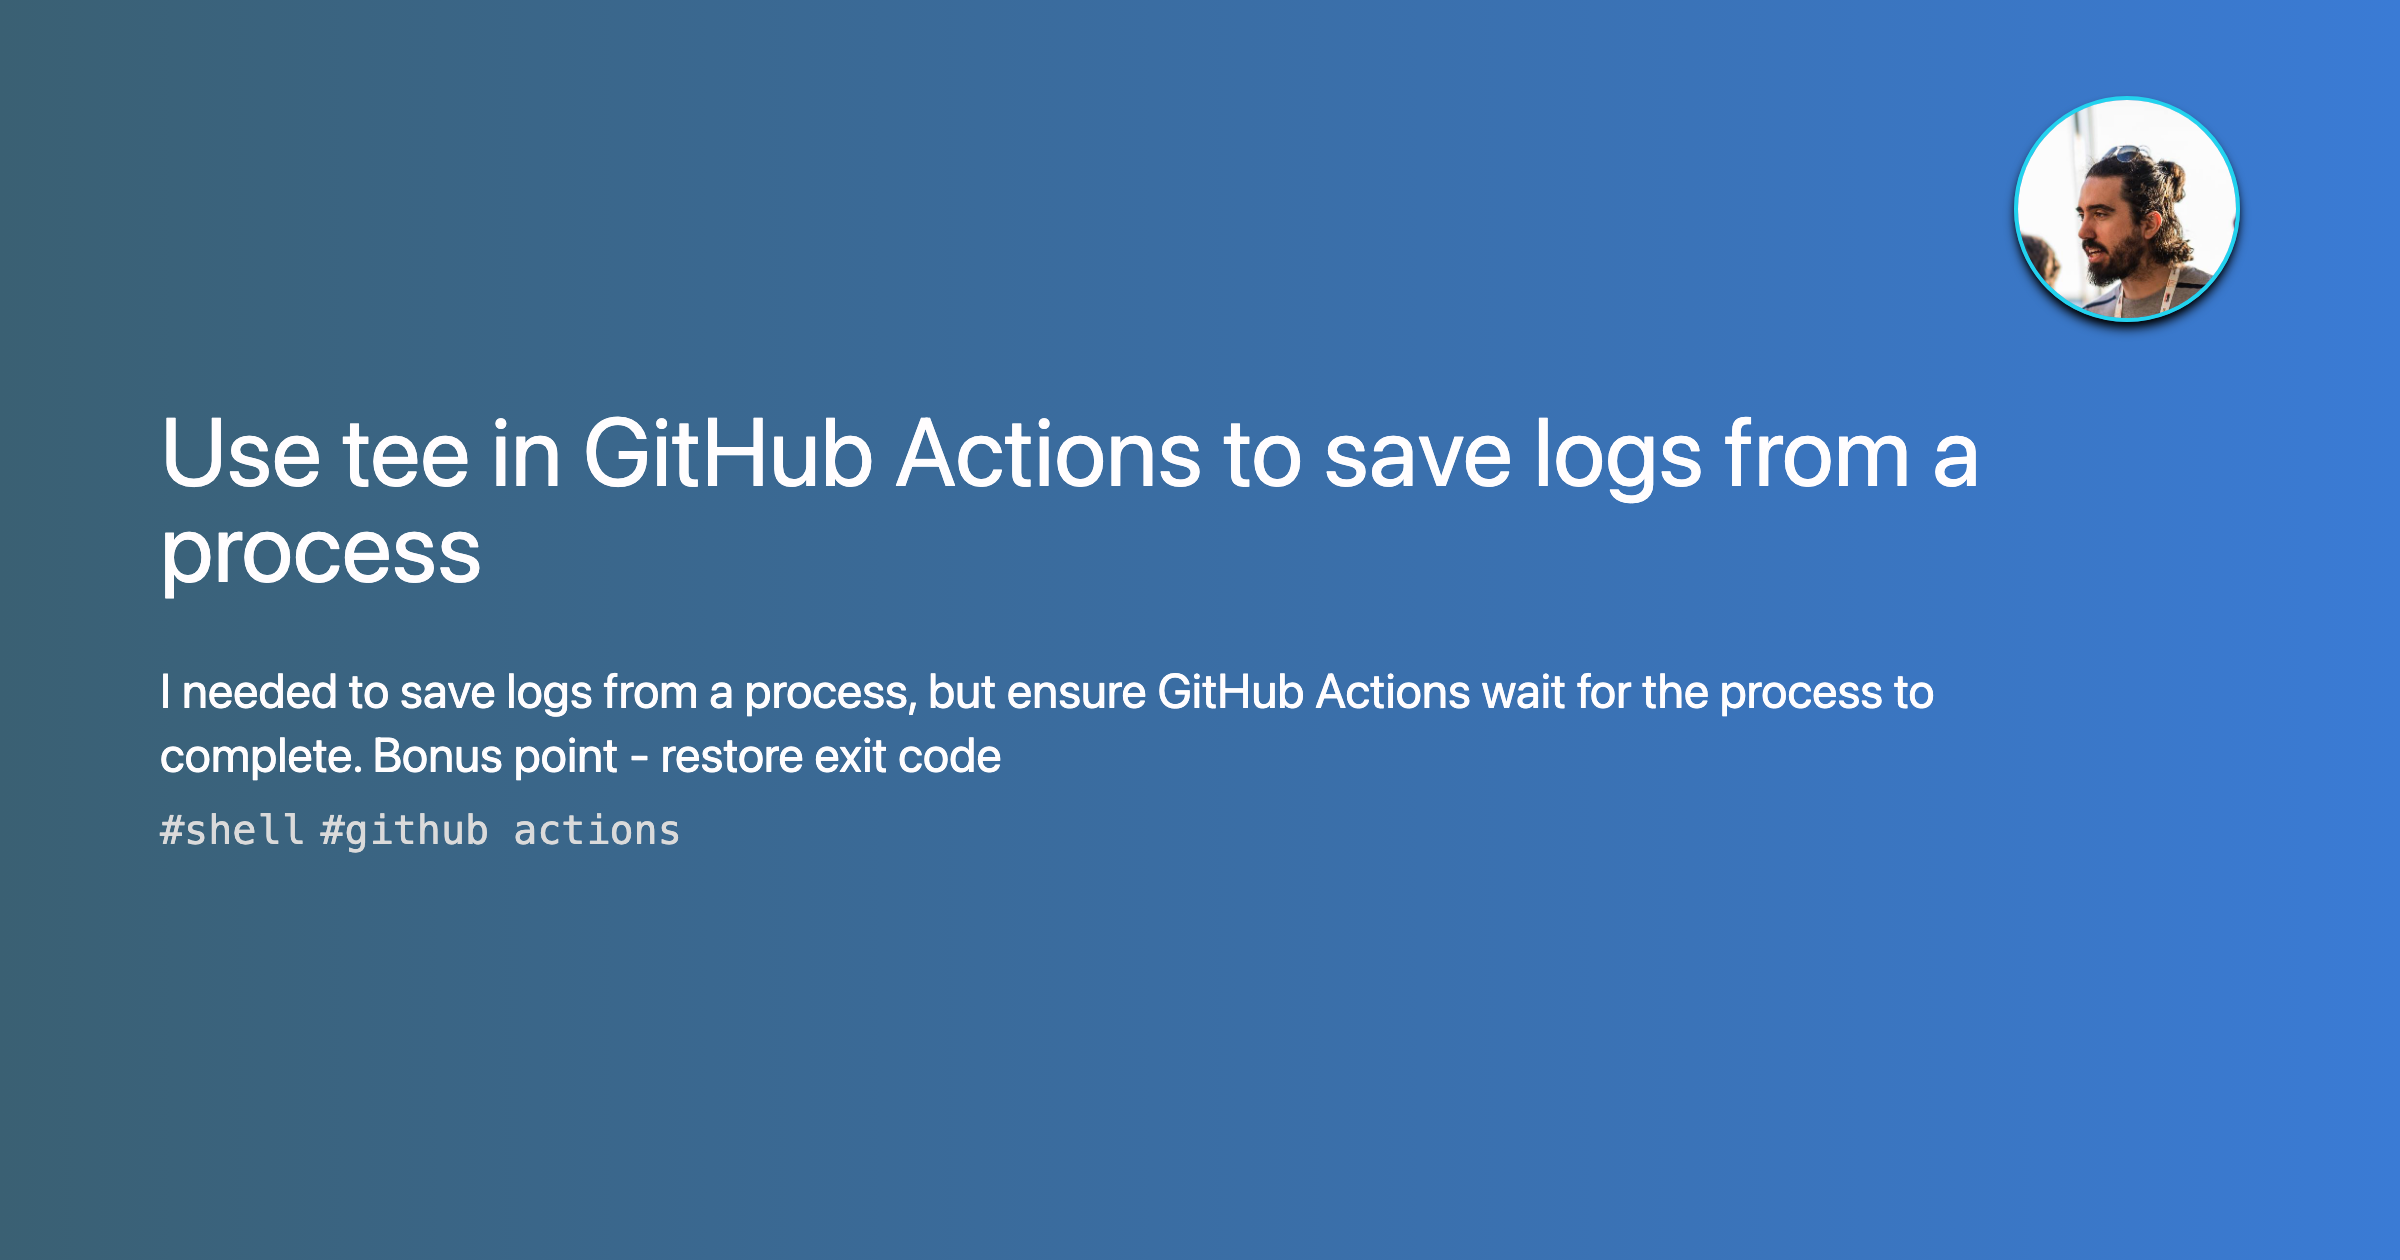 Use tee in GitHub Actions to save logs from a
process
I needed to save logs from a process, but ensure GitHub Actions wait for the process to
complete. Bonus point - restore exit code
#shell #github actions